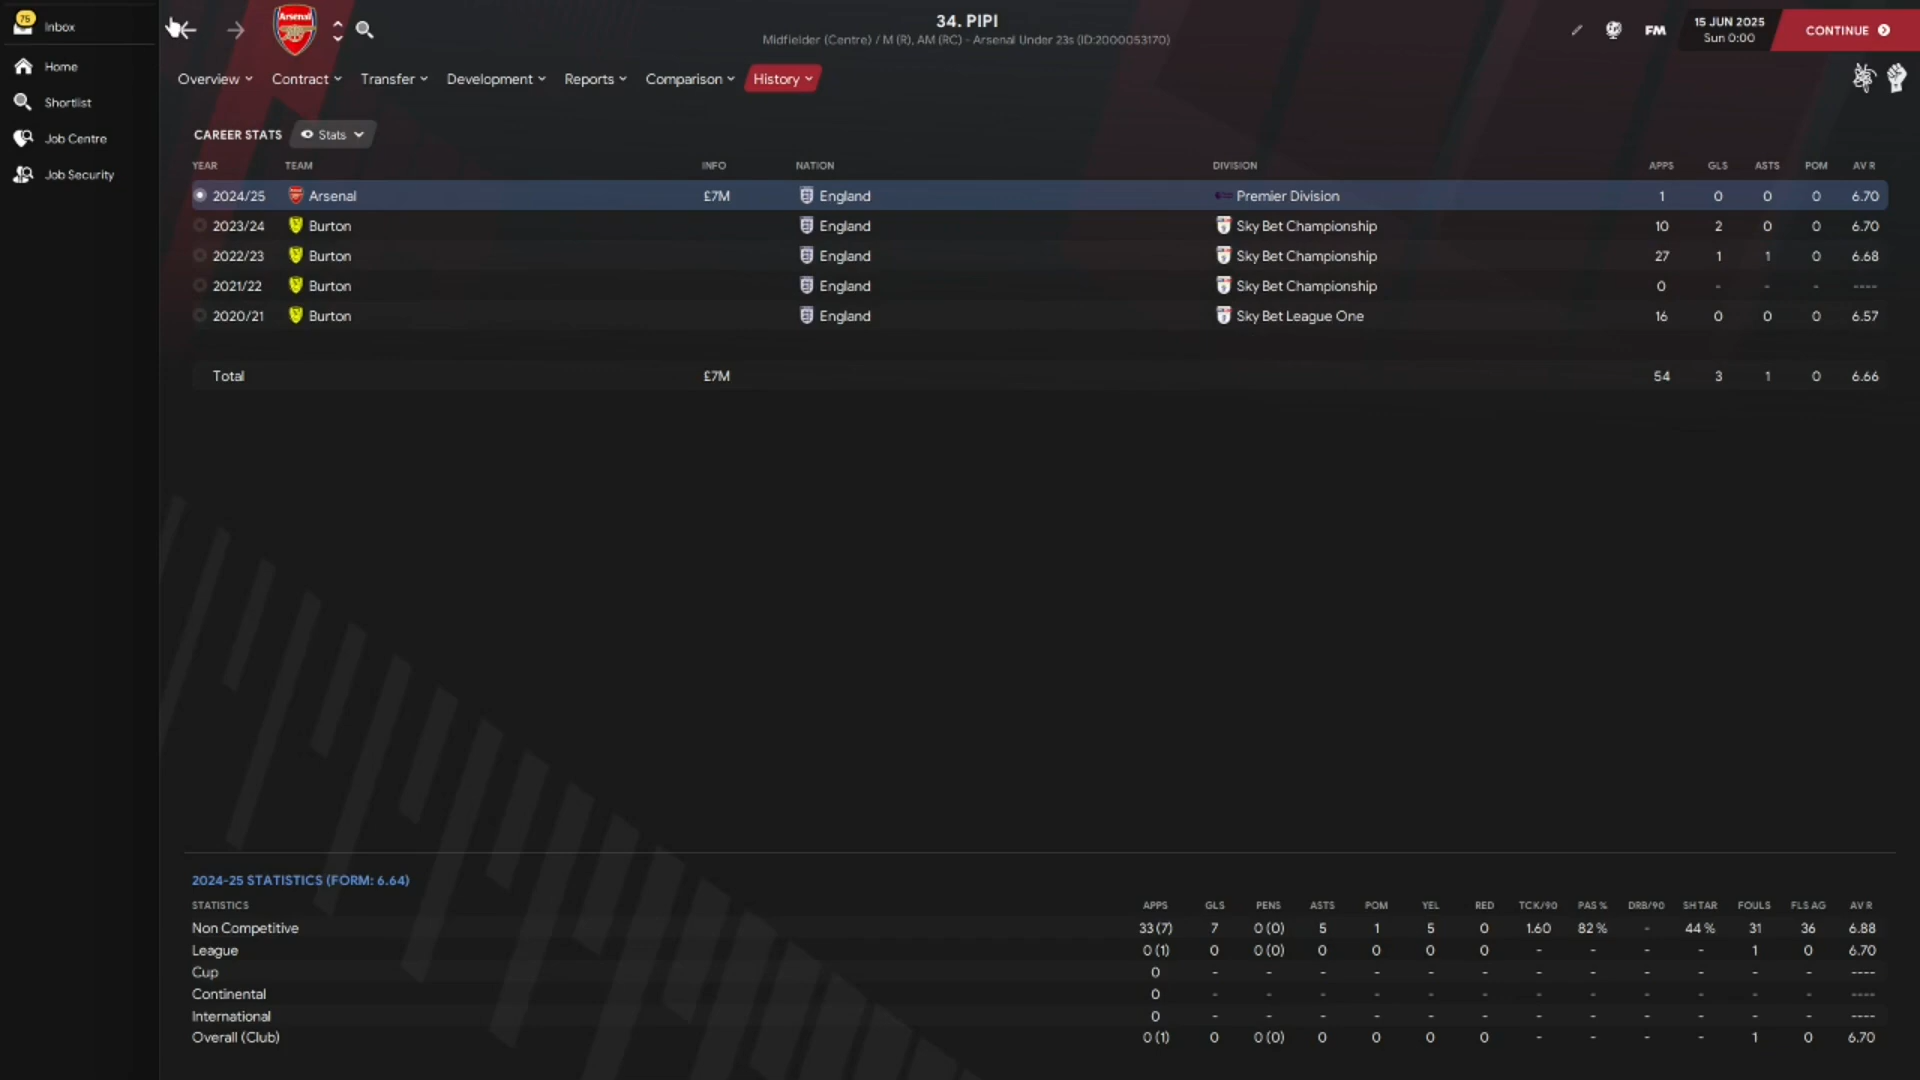 75
Inbox
Home
Shortlist
Job Centre
Job Security
Arsenal
34. PIPI
Midfielder (Centre) / M (R), AM (RC) - Arsenal Under 23s (ID:2000053170)
FM
15 JUN 2025
Sun 0:00
CONTINUE
Overview Contract Transfer Development Reports Comparison History
CAREER STATS Stats
YEAR TEAM INFO NATION DIVISION APPS GLS ASTS POM AV R
2024/25 Arsenal £7M England Premier Division 1 0 0 0 6.70
2023/24 Burton England Sky Bet Championship 10 2 0 0 6.70
2022/23 Burton England Sky Bet Championship 27 1 1 0 6.68
2021/22 Burton England Sky Bet Championship 0 - - - ----
2020/21 Burton England Sky Bet League One 16 0 0 0 6.57
Total £7M 54 3 1 0 6.66
2024-25 STATISTICS (FORM: 6.64)
STATISTICS APPS GLS PENS ASTS POM YEL RED TCK/90 PAS % DRB/90 SH TAR FOULS FLS AG AV R
Non Competitive 33 (7) 7 0 (0) 5 1 5 0 1.60 82 % - 44 % 31 36 6.88
League 0 (1) 0 0 (0) 0 0 0 0 - - - - 1 0 6.70
Cup 0 - - - - - - - - - - - - ----
Continental 0 - - - - - - - - - - - - ----
International 0 - - - - - - - - - - - - ----
Overall (Club) 0 (1) 0 0 (0) 0 0 0 0 - - - - 1 0 6.70